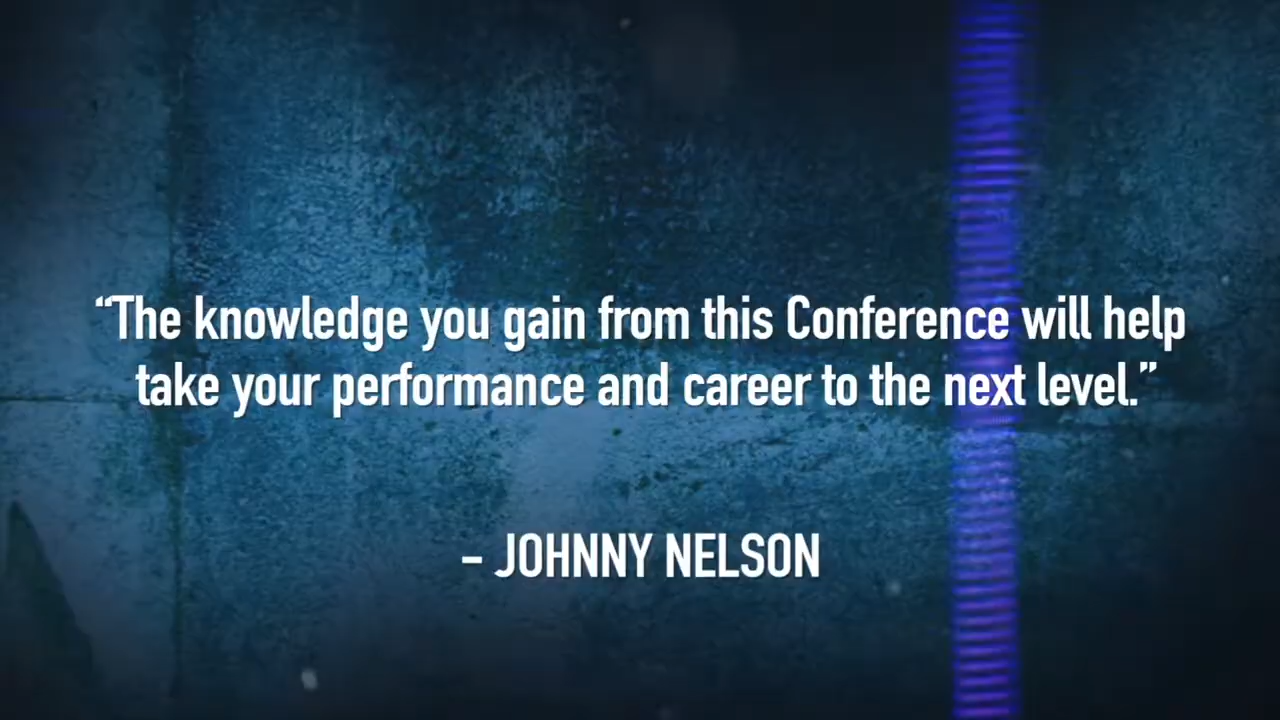 “The knowledge you gain from this Conference will help
take your performance and career to the next level.”
– JOHNNY NELSON